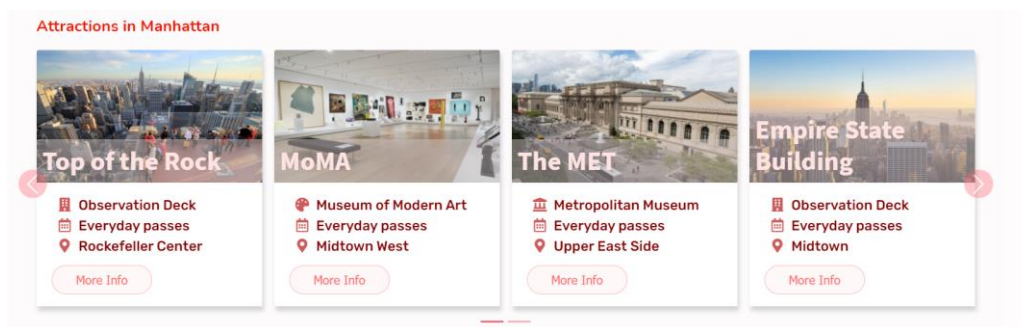 Attractions in Manhattan
Top of the Rock
Observation Deck
Everyday passes
Rockefeller Center
More Info
MoMA
Museum of Modern Art
Everyday passes
Midtown West
More Info
The MET
Metropolitan Museum
Everyday passes
Upper East Side
More Info
Empire State
Building
Observation Deck
Everyday passes
Midtown
More Info